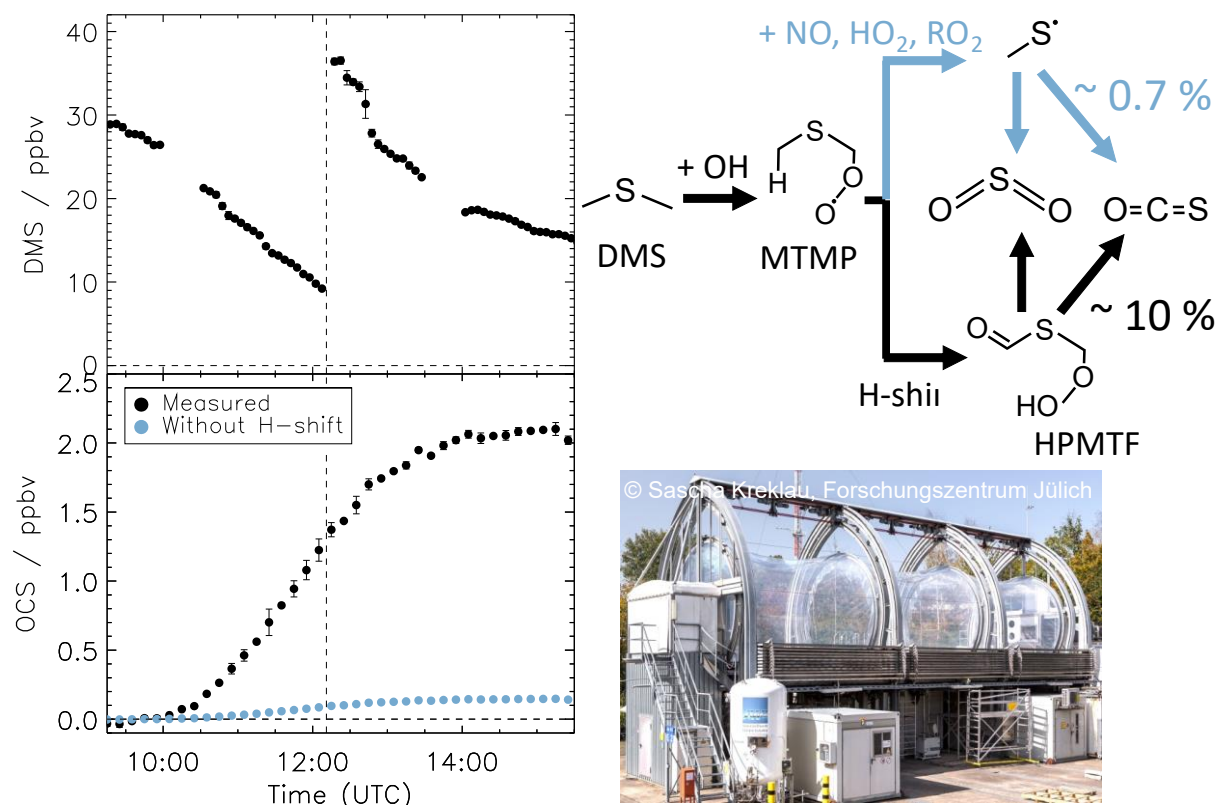 40
30
20
10
0
DMS / ppbv
2.5
2.0
1.5
1.0
0.5
0.0
OCS / ppbv
Measured
Without H-shift
10:00
12:00
14:00
Time (UTC)
+ NO, HO₂, RO₂
S•
~ 0.7 %
S
+ OH
DMS
S
H
O
O•
MTMP
S
O
O
O=C=S
~ 10 %
O
S
O
HO
H-shi
HPMTF
© Sascha Kreklau, Forschungszentrum Jülich